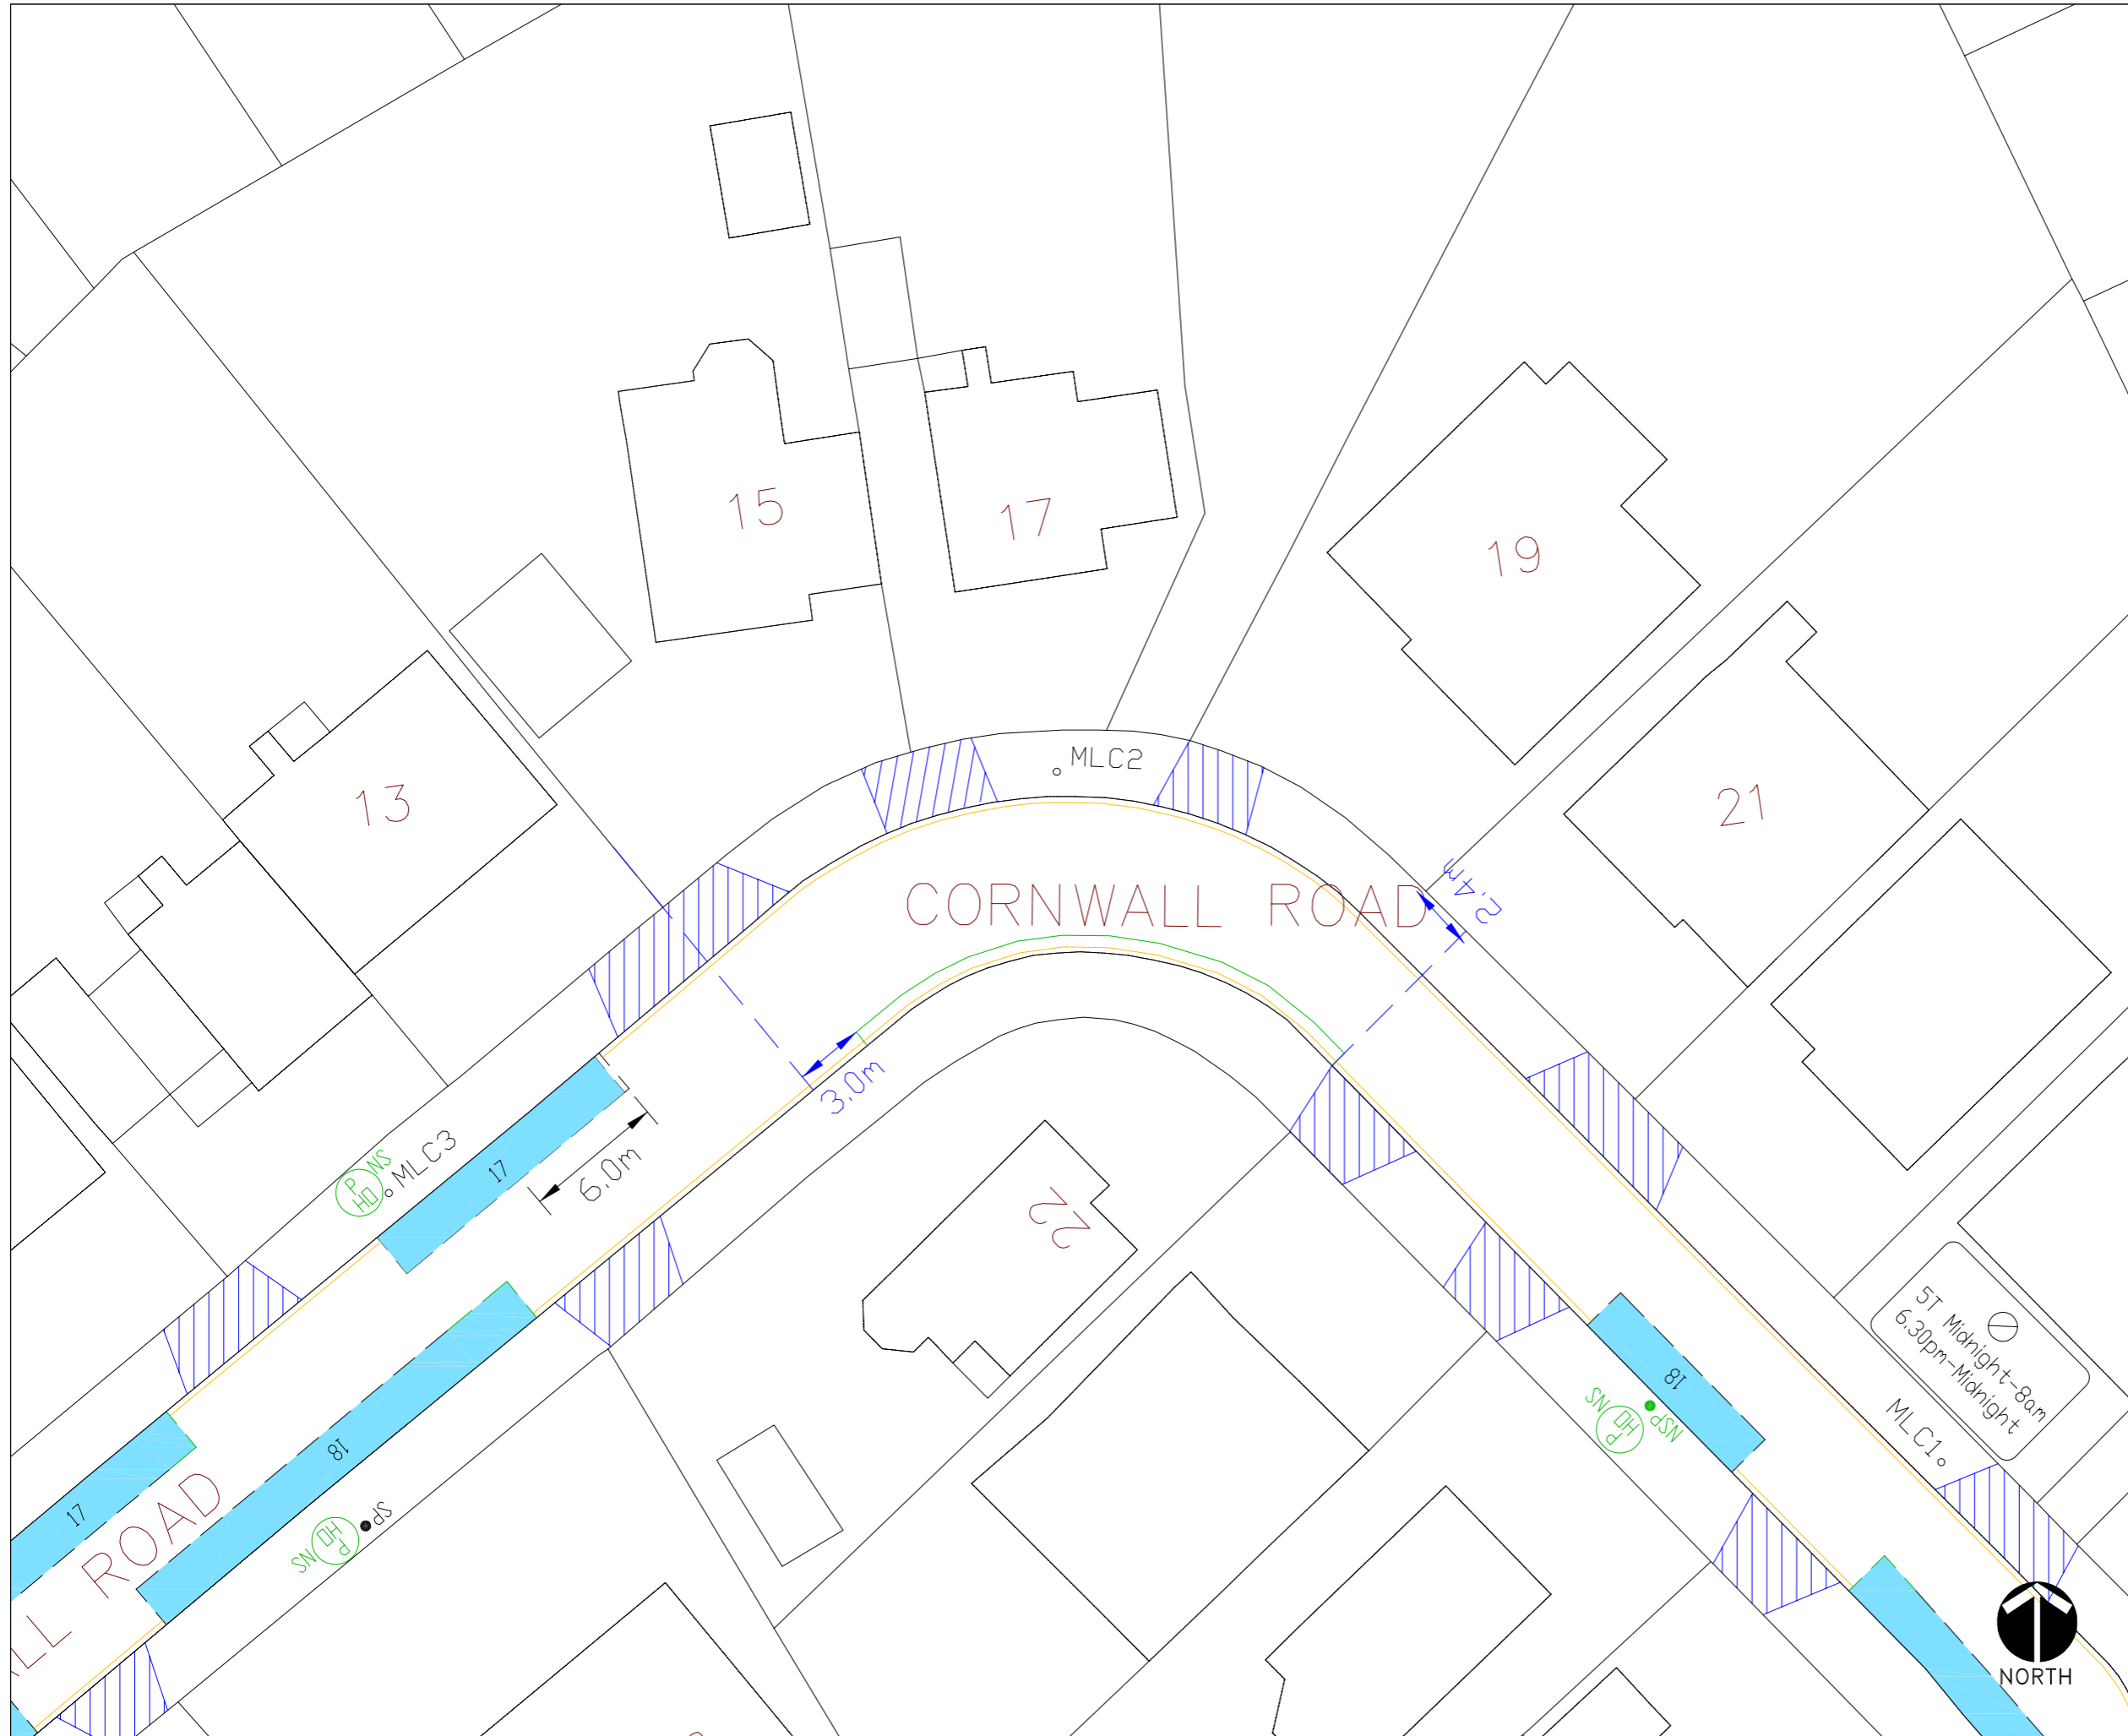 15
17
19
13
21
MLC2
CORNWALL ROAD
2.4m
3.0m
MLC3
P
HD
NS
17
6.0m
22
5T Midnight-8am
6.30pm-Midnight
MLC1
18
P
HD
NS
NSP
18
17
ROAD
SP
P
HD
NS
NORTH